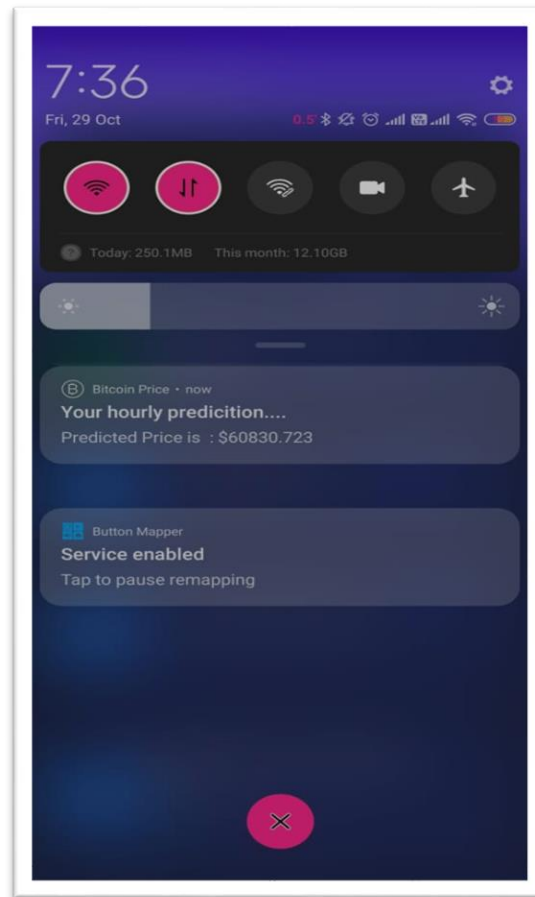 7:36
Fri, 29 Oct
Today: 250.1MB This month: 12.10GB
Bitcoin Price • now
Your hourly predicition....
Predicted Price is : $60830.723
Button Mapper
Service enabled
Tap to pause remapping